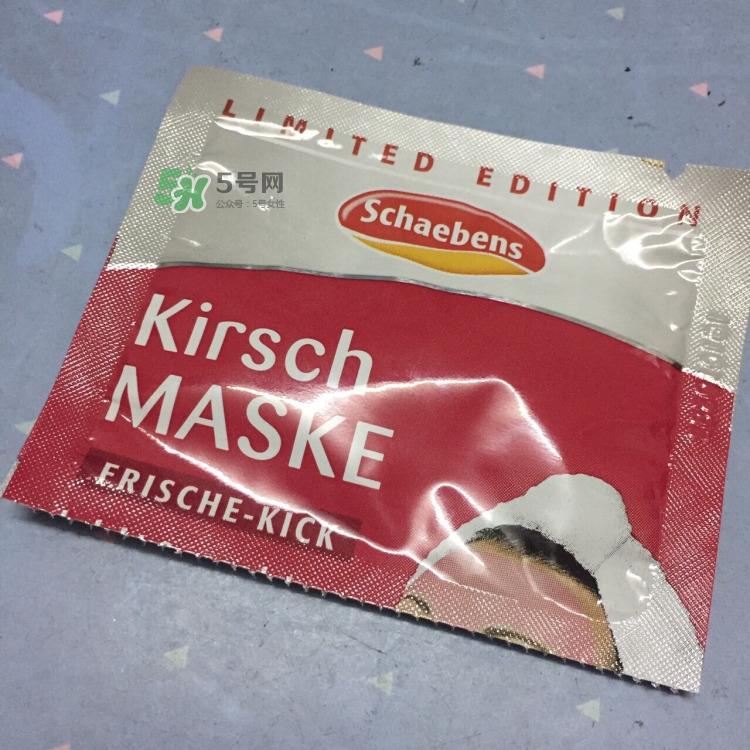 LIMITED EDITION
5号网
公众号：5号女性
Schaebens
Kirsch
MASKE
FRISCHE-KICK